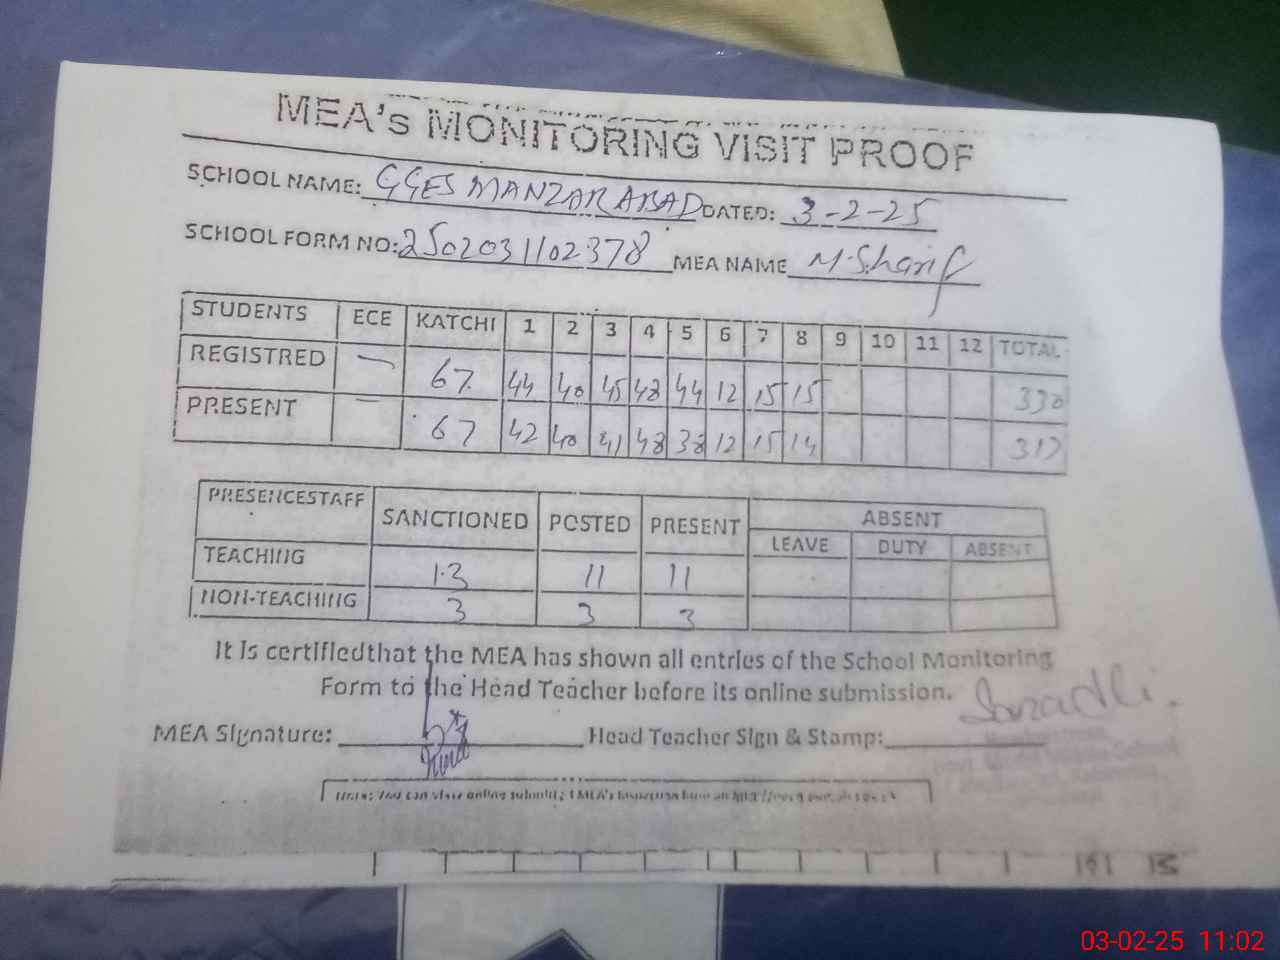 MEA's MONITORING VISIT PROOF
SCHOOL NAME: GGES MANZAR ABAD DATED: 3-2-25
SCHOOL FORM NO: 2502031102378 MEA NAME M.Sharif
STUDENTS ECE KATCHI 1 2 3 4 5 6 7 8 9 10 11 12 TOTAL
REGISTRED — 67 44 40 45 48 44 12 15 15 330
PRESENT — 67 42 40 41 48 38 12 15 14 317
PRESENCESTAFF SANCTIONED POSTED PRESENT ABSENT
LEAVE DUTY ABSENT
TEACHING 13 11 11
NON-TEACHING 3 3 3
It Is certifiedthat the MEA has shown all entries of the School Monitoring
Form to the Head Teacher before its online submission.
MEA Signature: Head Teacher Sign & Stamp:
03-02-25 11:02